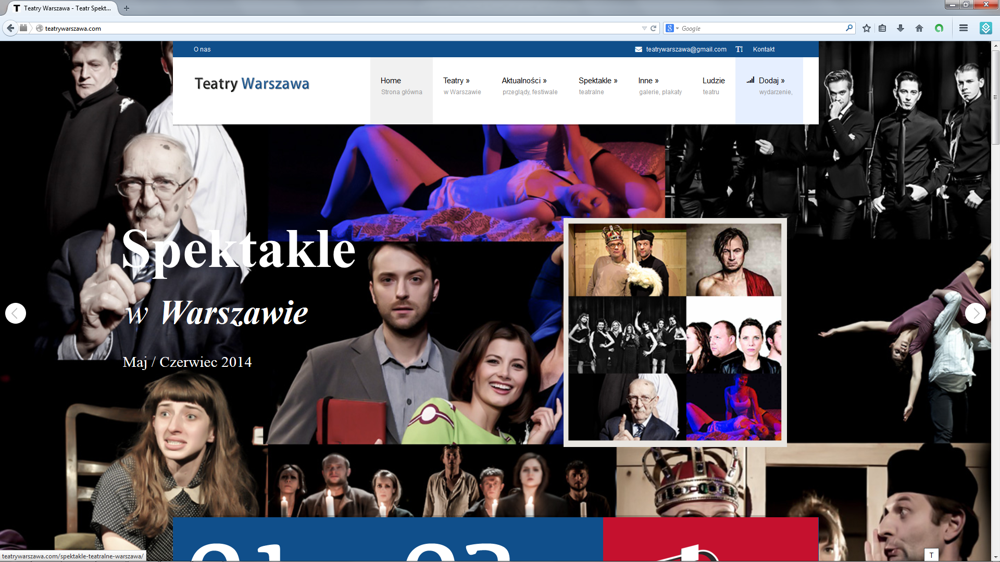 Teatry Warszawa - Teatr Spekt...
teatrywarszawa.com
Google
O nas
teatrywarszawa@gmail.com
Kontakt
Teatry Warszawa
Home
Strona główna
Teatry »
w Warszawie
Aktualności »
przeglądy, festiwale
Spektakle »
teatralne
Inne »
galerie, plakaty
Ludzie
teatru
Dodaj »
wydarzenie,
Spektakle
w Warszawie
Maj / Czerwiec 2014
teatrywarszawa.com/spektakle-teatralne-warszawa/
T